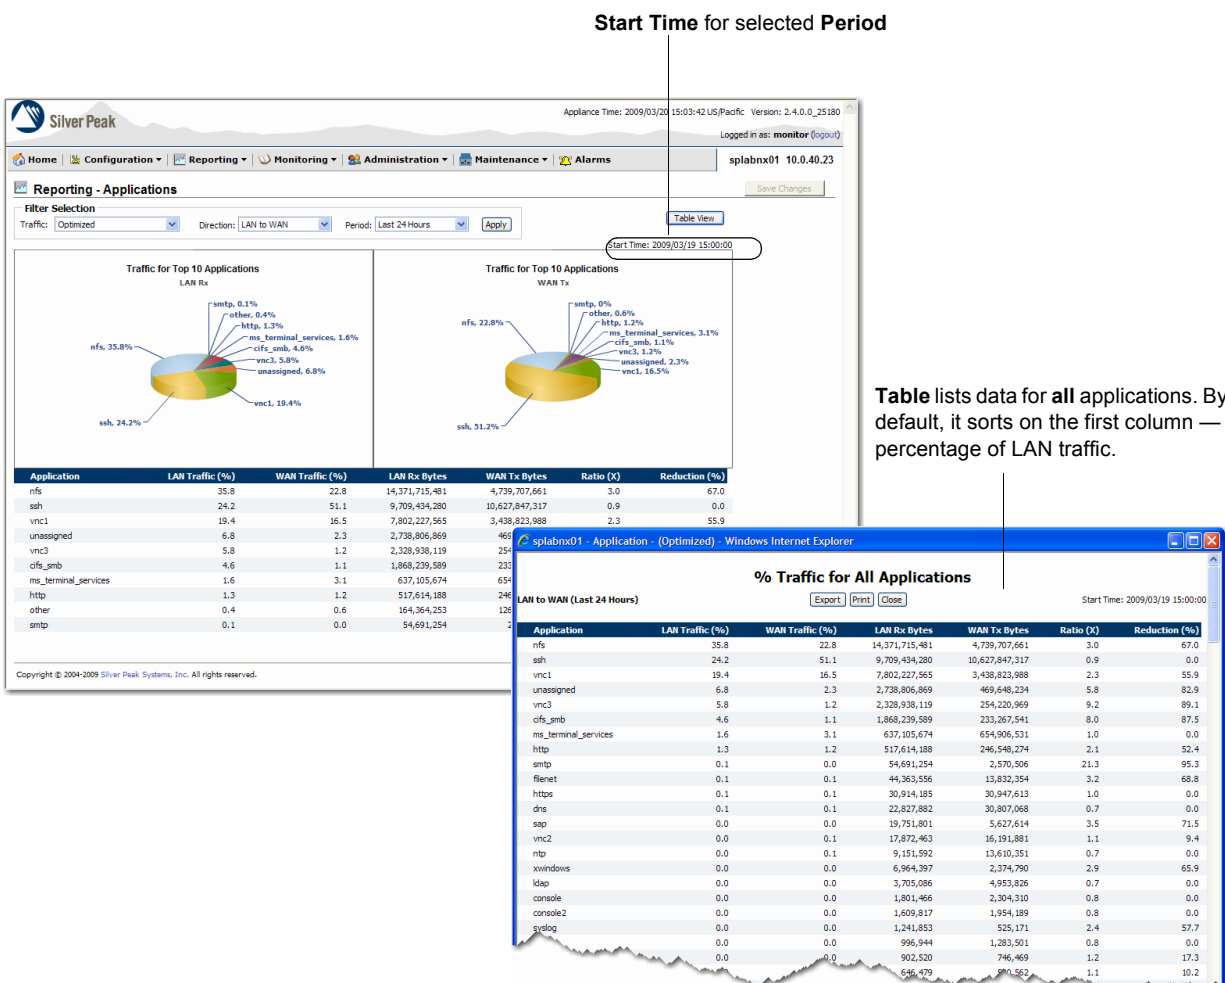 Start Time for selected Period
Silver Peak
Appliance Time: 2009/03/20 15:03:42 US/Pacific Version: 2.4.0.0_25180
Logged in as: monitor (logout)
Home Configuration Reporting Monitoring Administration Maintenance Alarms
splabnx01 10.0.40.23
Reporting - Applications
Save Changes
Filter Selection
Traffic: Optimized Direction: LAN to WAN Period: Last 24 Hours Apply
Table View
Start Time: 2009/03/19 15:00:00
Traffic for Top 10 Applications
LAN Rx
smtp, 0.1%
other, 0.4%
http, 1.3%
ms_terminal_services, 1.6%
cifs_smb, 4.6%
vnc3, 5.8%
unassigned, 6.8%
vnc1, 19.4%
nfs, 35.8%
ssh, 24.2%
Traffic for Top 10 Applications
WAN Tx
smtp, 0%
other, 0.6%
http, 1.2%
ms_terminal_services, 3.1%
cifs_smb, 1.1%
vnc3, 1.2%
unassigned, 2.3%
vnc1, 16.5%
nfs, 22.8%
ssh, 51.2%
Table lists data for all applications. By
default, it sorts on the first column —
percentage of LAN traffic.
Application LAN Traffic (%) WAN Traffic (%) LAN Rx Bytes WAN Tx Bytes Ratio (X) Reduction (%)
nfs 35.8 22.8 14,371,715,481 4,739,707,661 3.0 67.0
ssh 24.2 51.1 9,709,434,280 10,627,847,317 0.9 0.0
vnc1 19.4 16.5 7,802,227,565 3,438,823,988 2.3 55.9
unassigned 6.8 2.3 2,738,806,869 469
vnc3 5.8 1.2 2,328,938,119 254
cifs_smb 4.6 1.1 1,868,239,589 233
ms_terminal_services 1.6 3.1 637,105,674 654
http 1.3 1.2 517,614,188 246
other 0.4 0.6 164,364,253 126
smtp 0.1 0.0 54,691,254 2
Copyright © 2004-2009 Silver Peak Systems, Inc. All rights reserved.
splabnx01 - Application - (Optimized) - Windows Internet Explorer
% Traffic for All Applications
LAN to WAN (Last 24 Hours) Export Print Close Start Time: 2009/03/19 15:00:00
Application LAN Traffic (%) WAN Traffic (%) LAN Rx Bytes WAN Tx Bytes Ratio (X) Reduction (%)
nfs 35.8 22.8 14,371,715,481 4,739,707,661 3.0 67.0
ssh 24.2 51.1 9,709,434,280 10,627,847,317 0.9 0.0
vnc1 19.4 16.5 7,802,227,565 3,438,823,988 2.3 55.9
unassigned 6.8 2.3 2,738,806,869 469,648,234 5.8 82.9
vnc3 5.8 1.2 2,328,938,119 254,220,969 9.2 89.1
cifs_smb 4.6 1.1 1,868,239,589 233,267,541 8.0 87.5
ms_terminal_services 1.6 3.1 637,105,674 654,906,531 1.0 0.0
http 1.3 1.2 517,614,188 246,548,274 2.1 52.4
smtp 0.1 0.0 54,691,254 2,570,506 21.3 95.3
filenet 0.1 0.1 44,363,556 13,832,354 3.2 68.8
https 0.1 0.1 30,914,185 30,947,613 1.0 0.0
dns 0.1 0.1 22,827,882 30,807,068 0.7 0.0
sap 0.0 0.0 19,751,801 5,627,614 3.5 71.5
vnc2 0.0 0.1 17,872,463 16,191,881 1.1 9.4
ntp 0.0 0.1 9,151,592 13,610,351 0.7 0.0
xwindows 0.0 0.0 6,964,397 2,374,790 2.9 65.9
ldap 0.0 0.0 3,705,086 4,953,826 0.7 0.0
console 0.0 0.0 1,801,466 2,304,310 0.8 0.0
console2 0.0 0.0 1,609,817 1,954,189 0.8 0.0
syslog 0.0 0.0 1,241,853 525,171 2.4 57.7
0.0 0.0 996,944 1,283,501 0.8 0.0
0.0 0.0 902,520 746,469 1.2 17.3
646,479 1.1 10.2